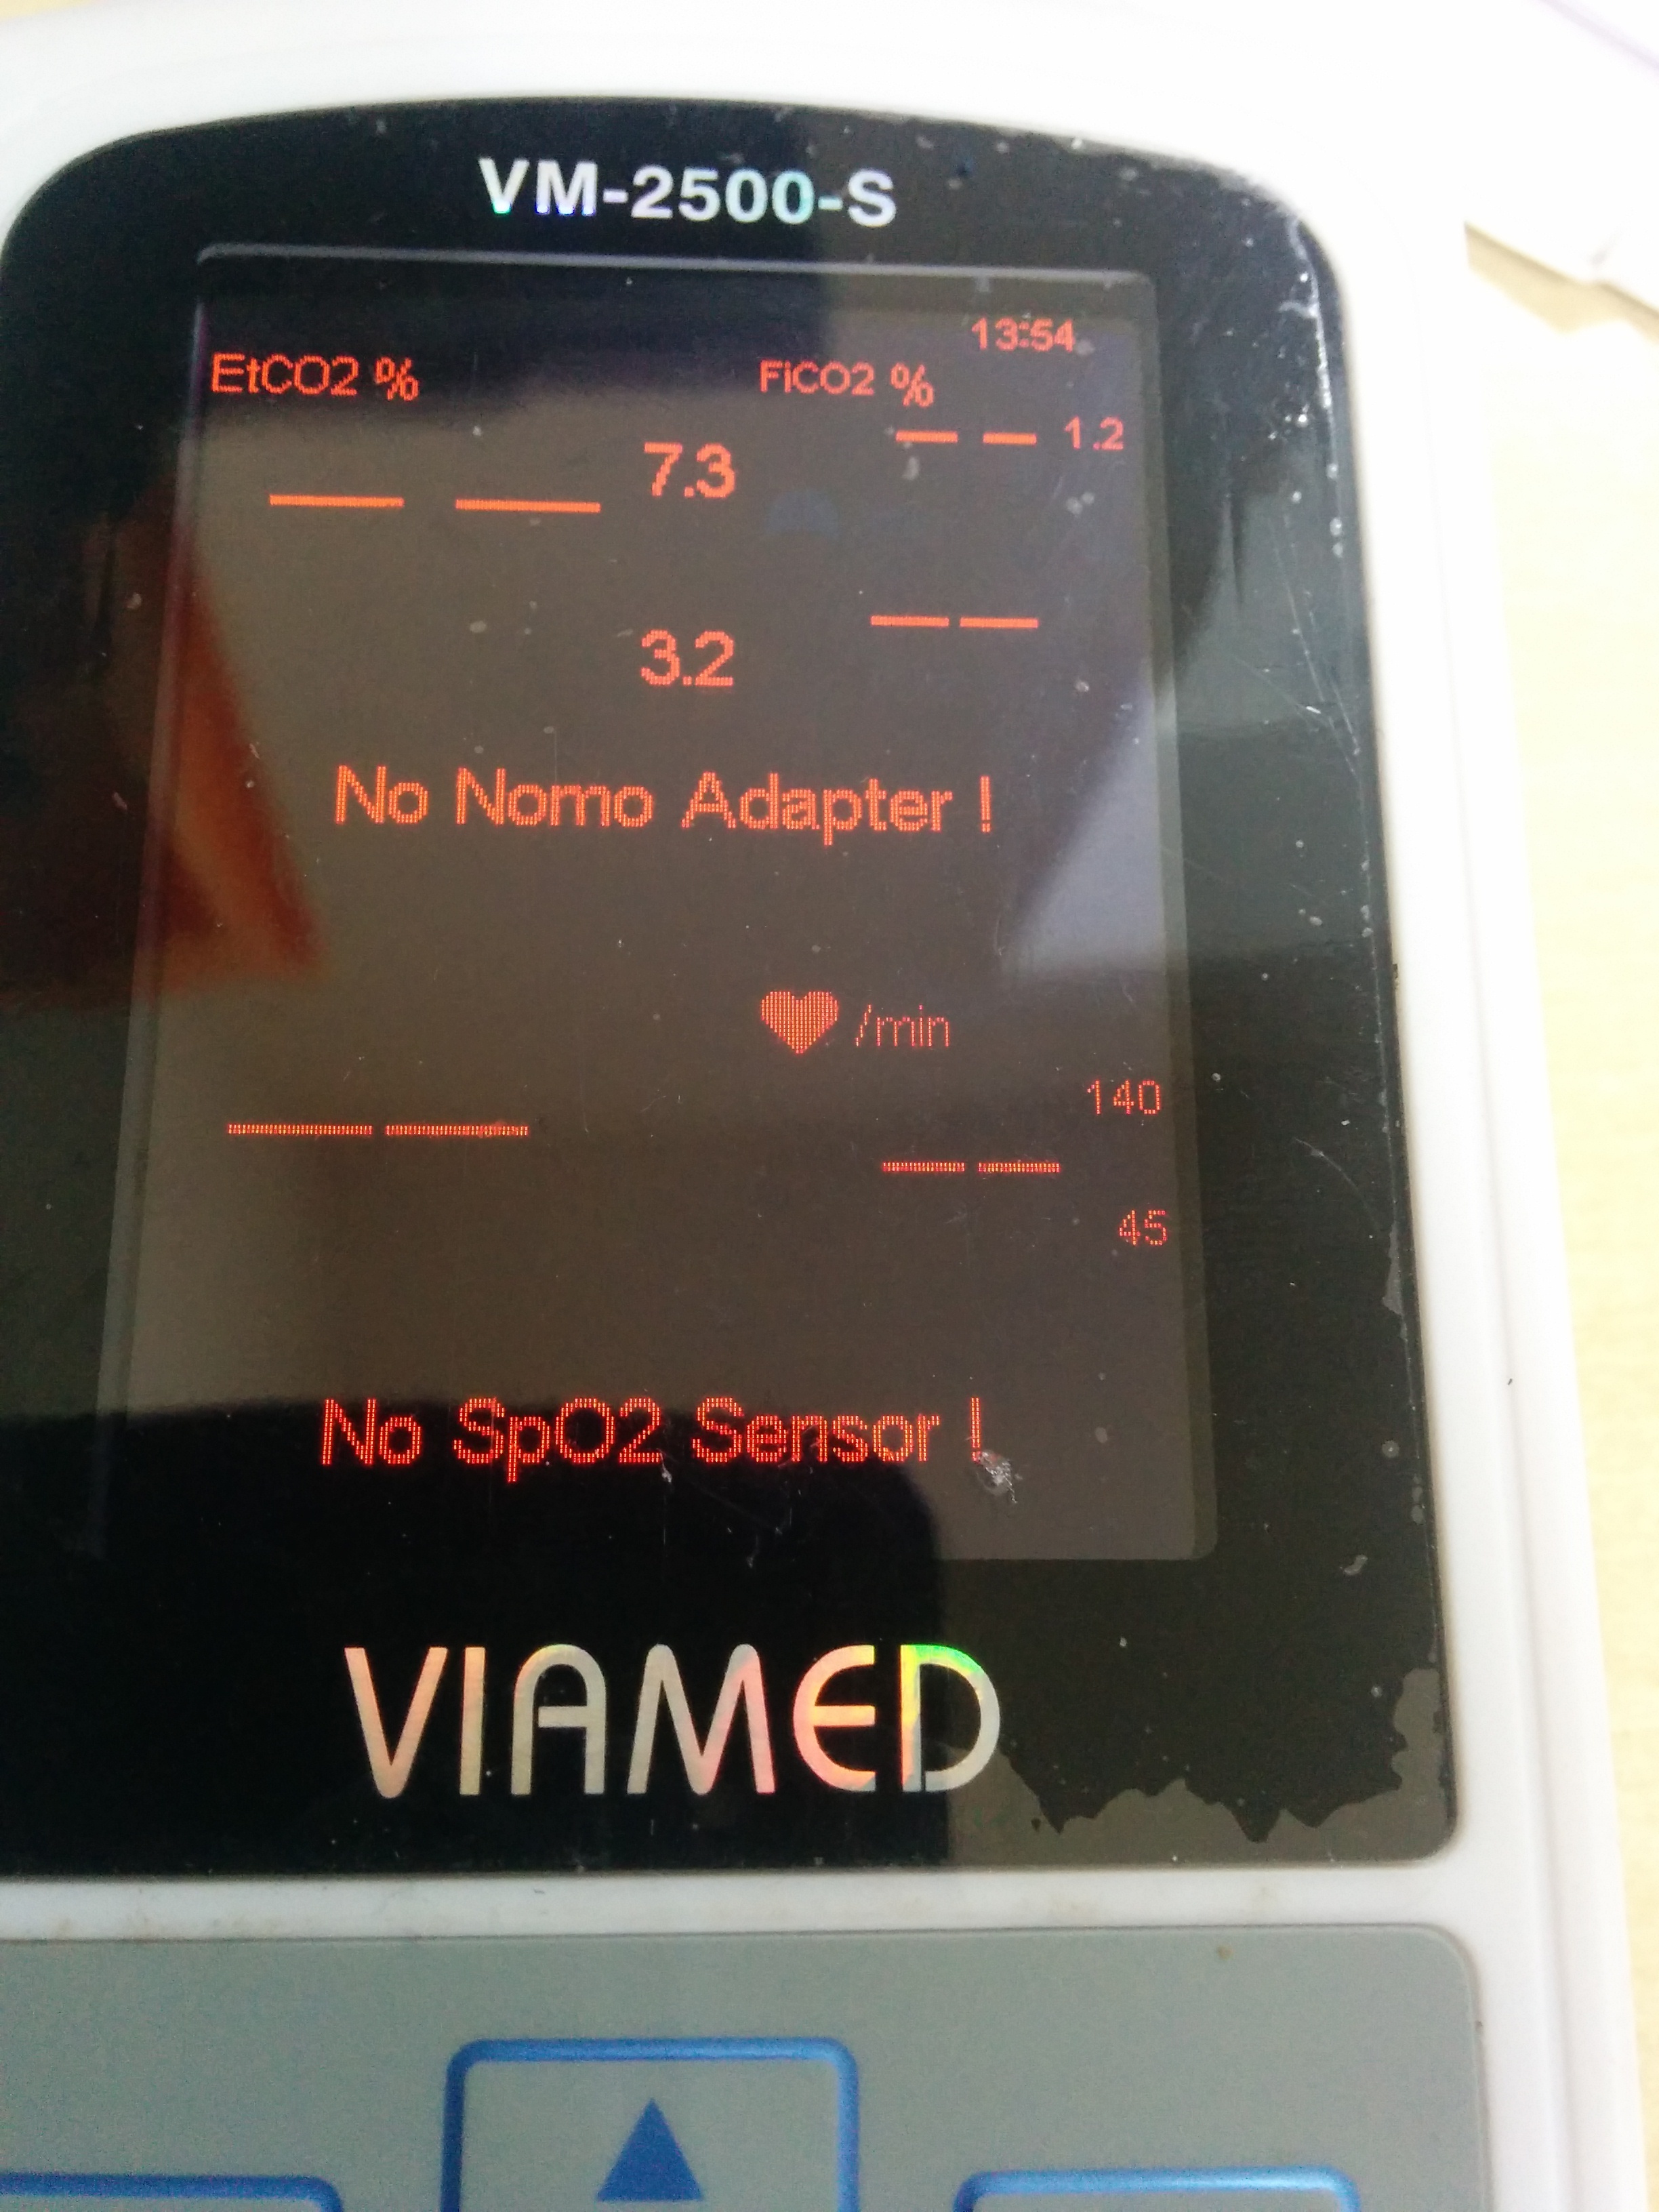 VM-2500-S
13:54
EtCO2 % FiCO2 %
-- -- 7.3 -- -- 1.2
3.2 -- --
No Nomo Adapter !
/min
140
-- -- -- --
45
No SpO2 Sensor !
VIAMED